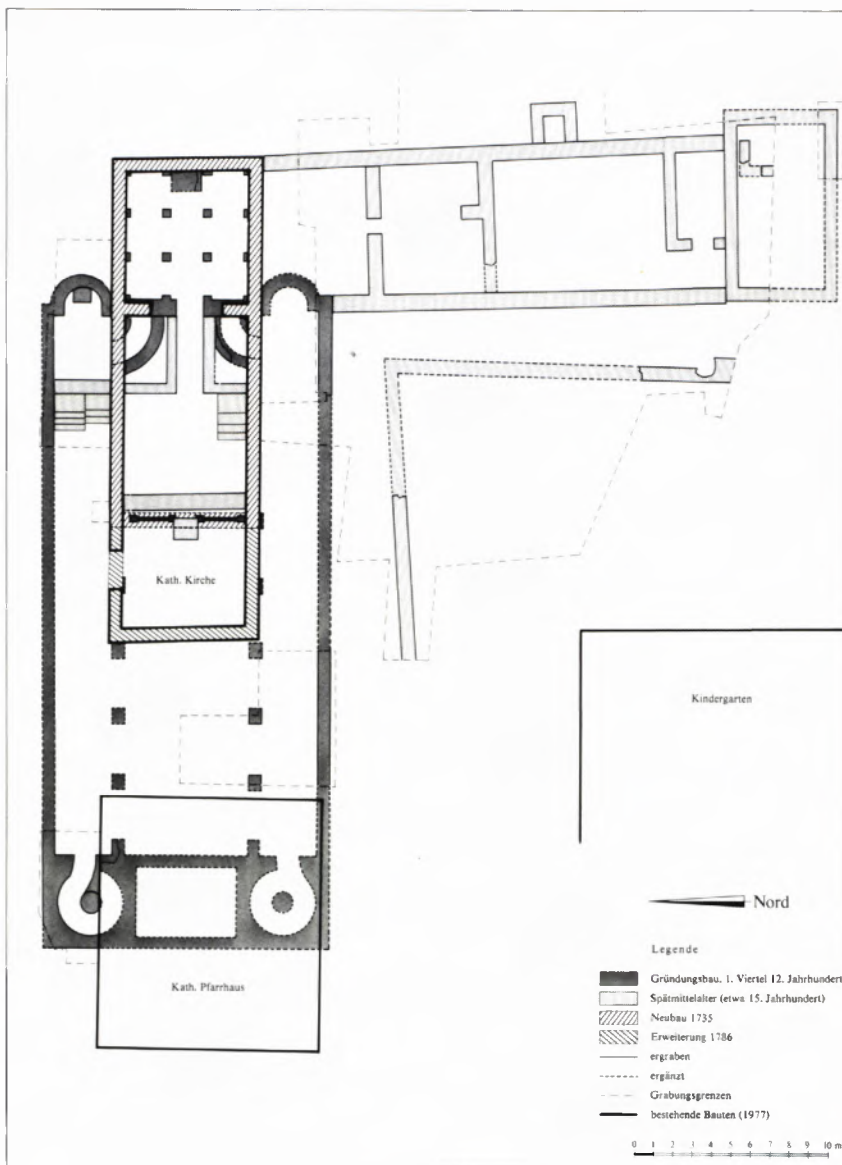 Kath. Kirche
Kindergarten
Nord
Kath. Pfarrhaus
Legende
Gründungsbau, 1. Viertel 12. Jahrhundert
Spätmittelalter (etwa 15. Jahrhundert)
Neubau 1735
Erweiterung 1786
ergraben
ergänzt
Grabungsgrenzen
bestehende Bauten (1977)
0 1 2 3 4 5 6 7 8 9 10 m